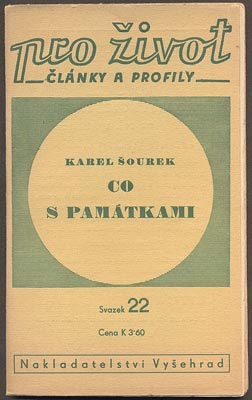 pro život
ČLÁNKY A PROFILY
KAREL ŠOUREK
CO
S PAMÁTKAMI
Svazek 22
Cena K 3·60
Nakladatelství Vyšehrad